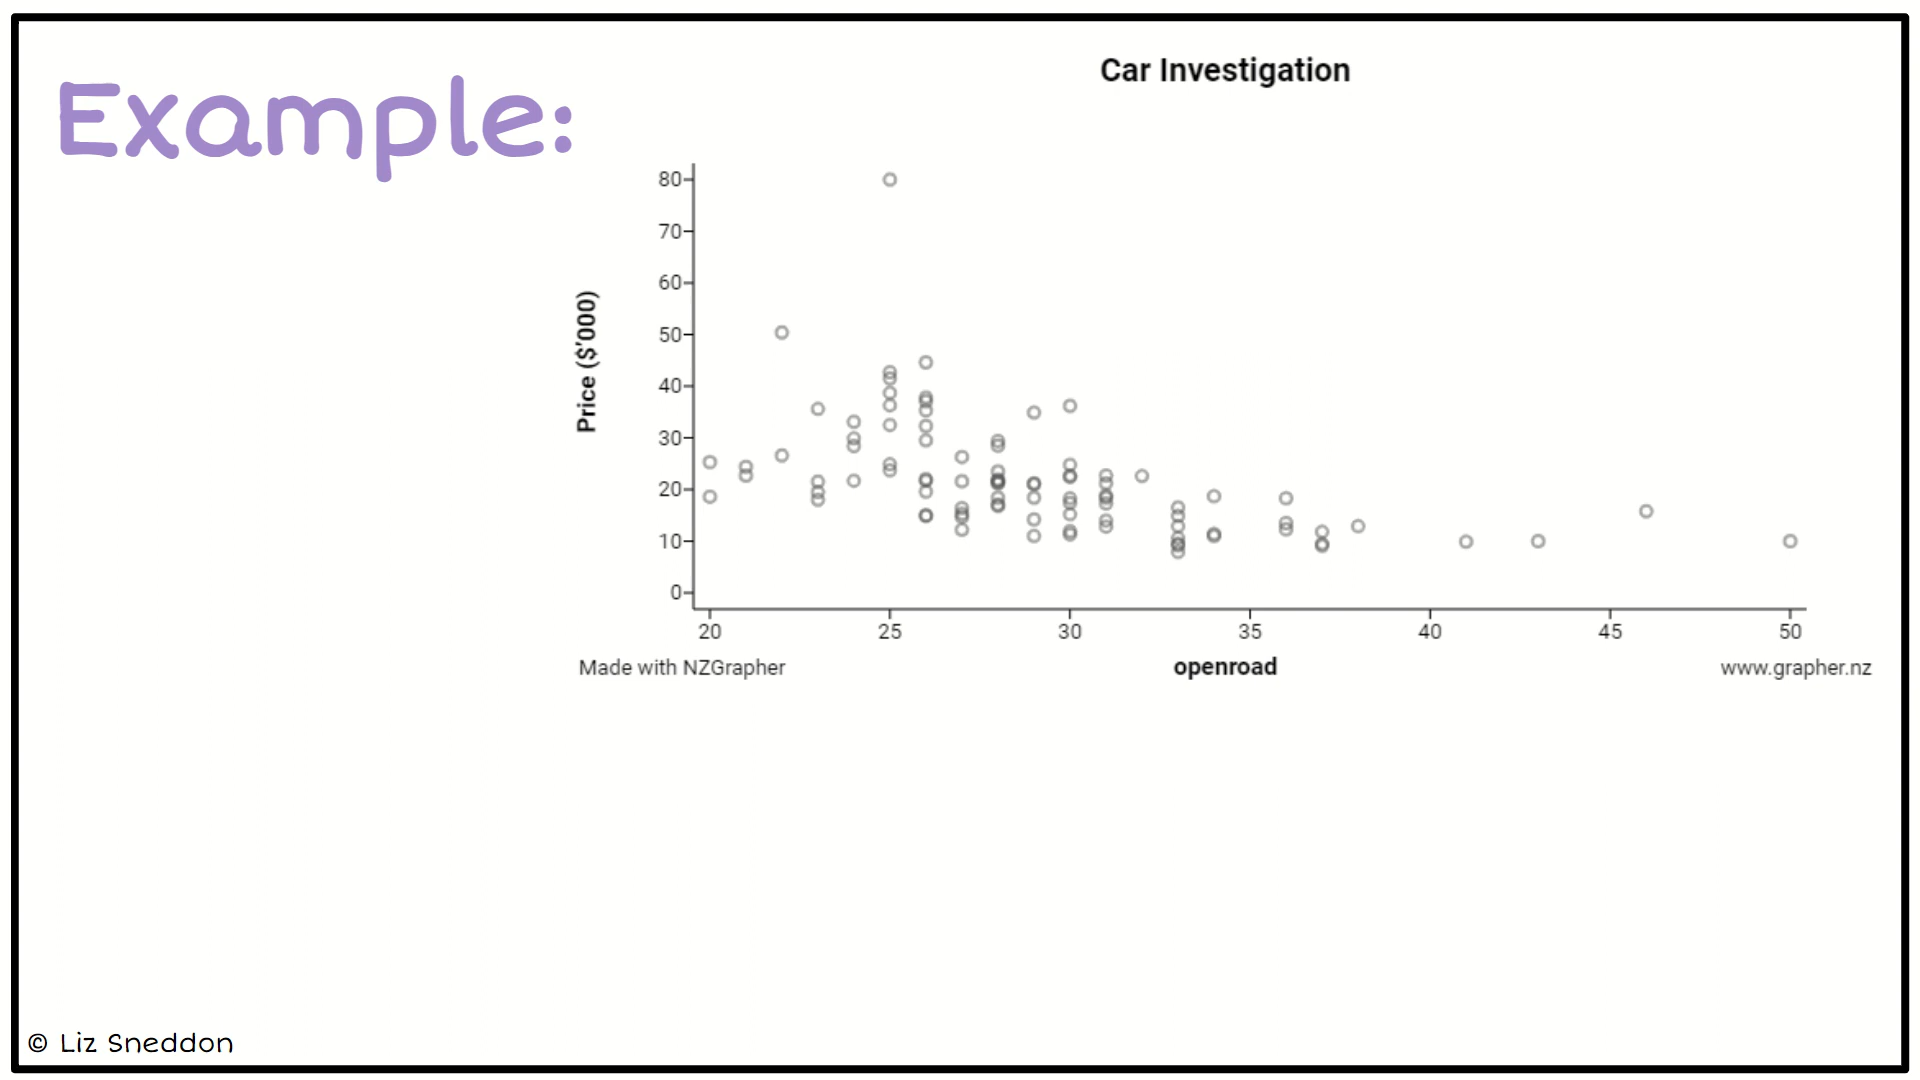 Example:
Car Investigation
Price ($'000)
80
70
60
50
40
30
20
10
0
20 25 30 35 40 45 50
Made with NZGrapher openroad www.grapher.nz
© Liz Sneddon